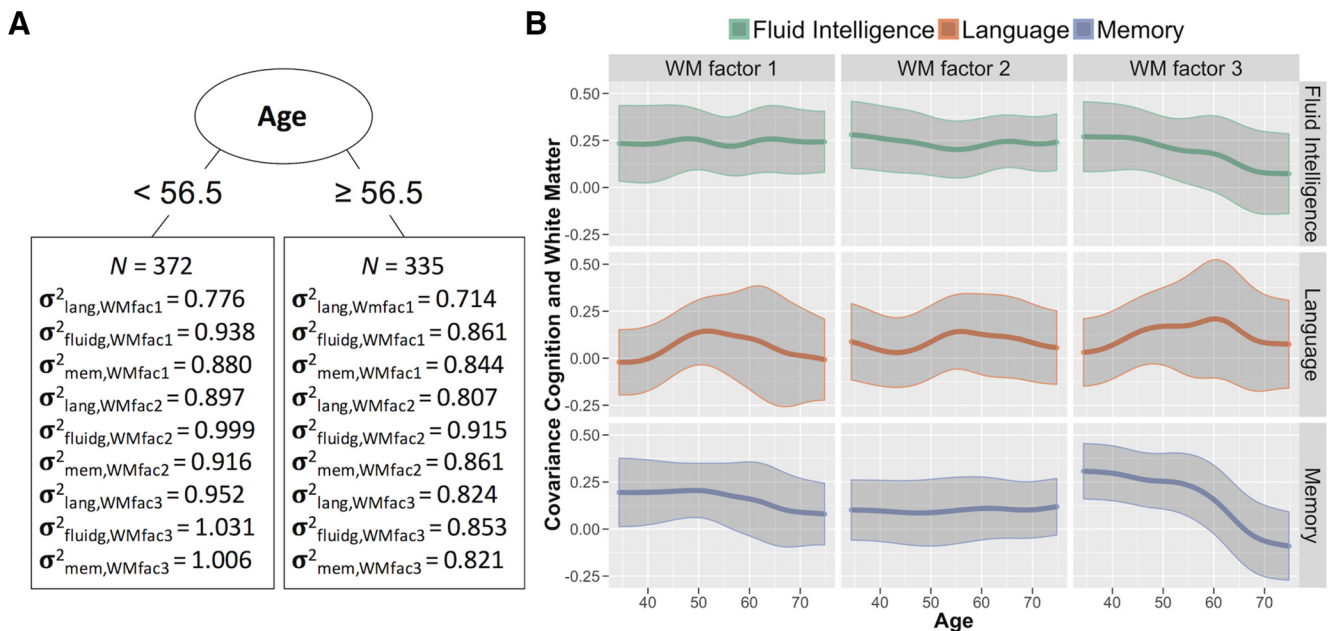 A
Age
< 56.5
≥ 56.5
N = 372
σ²lang,WMfac1 = 0.776
σ²fluidg,WMfac1 = 0.938
σ²mem,WMfac1 = 0.880
σ²lang,WMfac2 = 0.897
σ²fluidg,WMfac2 = 0.999
σ²mem,WMfac2 = 0.916
σ²lang,WMfac3 = 0.952
σ²fluidg,WMfac3 = 1.031
σ²mem,WMfac3 = 1.006
N = 335
σ²lang,Wmfac1 = 0.714
σ²fluidg,WMfac1 = 0.861
σ²mem,WMfac1 = 0.844
σ²lang,WMfac2 = 0.807
σ²fluidg,WMfac2 = 0.915
σ²mem,WMfac2 = 0.861
σ²lang,WMfac3 = 0.824
σ²fluidg,WMfac3 = 0.853
σ²mem,WMfac3 = 0.821
B
Fluid Intelligence Language Memory
WM factor 1 WM factor 2 WM factor 3
Covariance Cognition and White Matter
0.50
0.25
0.00
-0.25
Fluid Intelligence
0.50
0.25
0.00
-0.25
Language
0.50
0.25
0.00
-0.25
Memory
40 50 60 70 40 50 60 70 40 50 60 70
Age